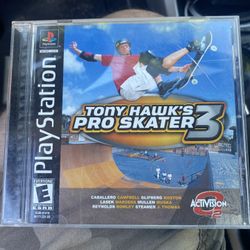 PlayStation
TONY HAWK'S
PRO SKATER 3
CABALLERO CAMPBELL GLIFBERG KOSTON
LASEK MARGERA MULLEN MUSKA
REYNOLDS ROWLEY STEAMER J. THOMAS
ACTIVISION
O2
EVERYONE
E